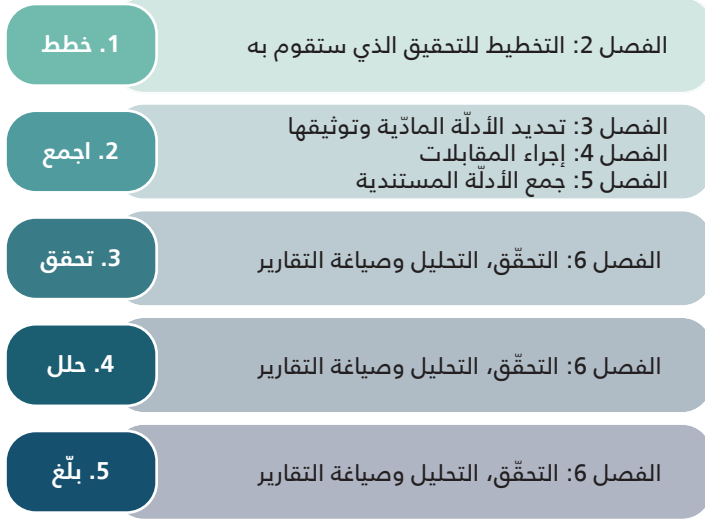 1. خطط
الفصل 2: التخطيط للتحقيق الذي ستقوم به
2. اجمع
الفصل 3: تحديد الأدلّة المادّية وتوثيقها
الفصل 4: إجراء المقابلات
الفصل 5: جمع الأدلّة المستندية
3. تحقق
الفصل 6: التحقّق، التحليل وصياغة التقارير
4. حلل
الفصل 6: التحقّق، التحليل وصياغة التقارير
5. بلّغ
الفصل 6: التحقّق، التحليل وصياغة التقارير